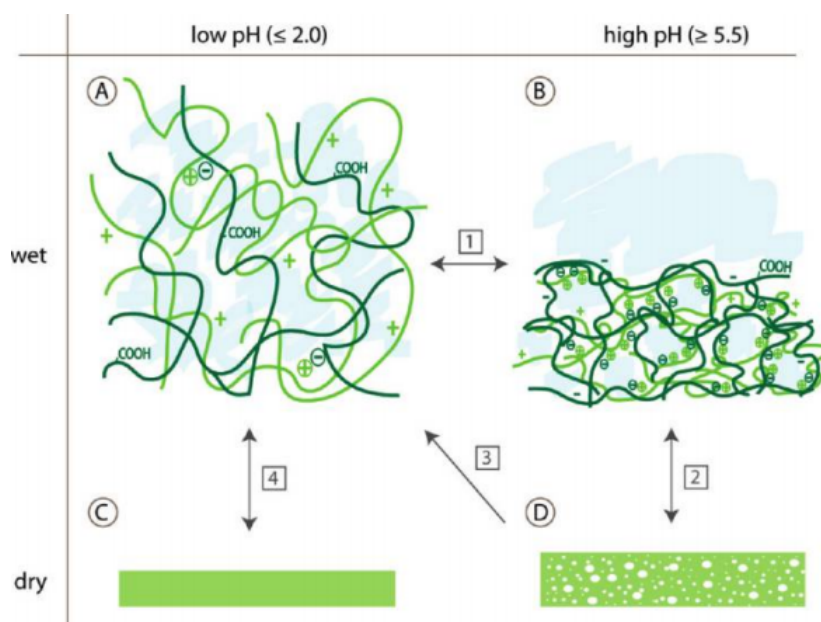 low pH (≤ 2.0)
high pH (≥ 5.5)
A
B
wet
+
+
+
+
+
+
+
+
-
-
COOH
COOH
COOH
1
COOH
4
3
2
C
D
dry